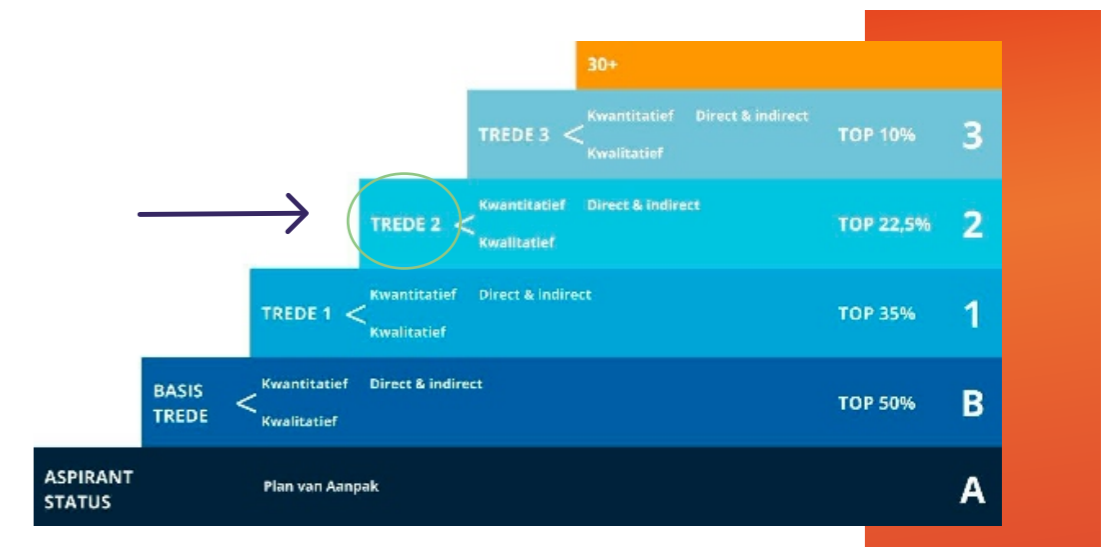 30+
TREDE 3 < Kwantitatief Direct & indirect
Kwalitatief
TOP 10% 3
TREDE 2 < Kwantitatief Direct & indirect
Kwalitatief
TOP 22,5% 2
TREDE 1 < Kwantitatief Direct & indirect
Kwalitatief
TOP 35% 1
BASIS
TREDE < Kwantitatief Direct & indirect
Kwalitatief
TOP 50% B
ASPIRANT
STATUS
Plan van Aanpak
A